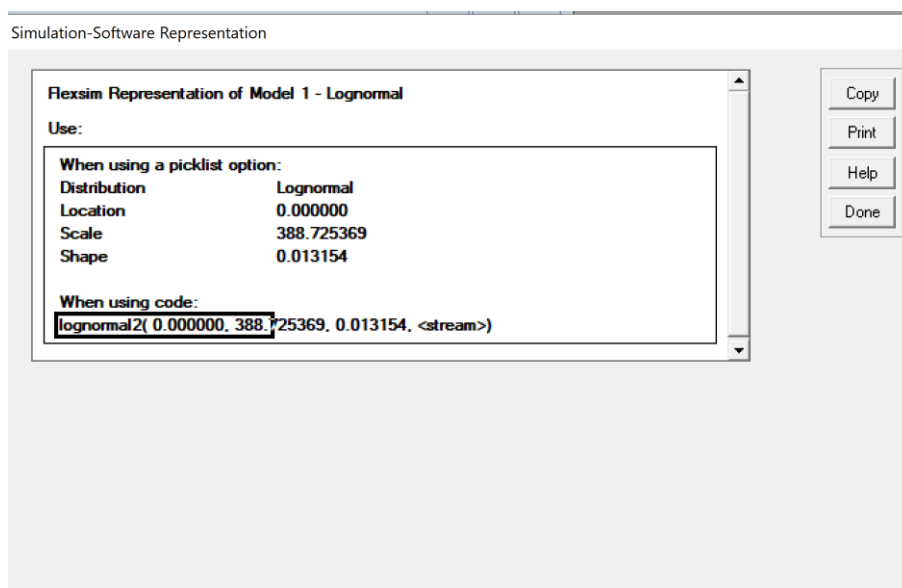 Simulation-Software Representation
Flexsim Representation of Model 1 - Lognormal
Use:
When using a picklist option:
Distribution Lognormal
Location 0.000000
Scale 388.725369
Shape 0.013154
When using code:
lognormal2( 0.000000, 388.725369, 0.013154, <stream>)
Copy
Print
Help
Done